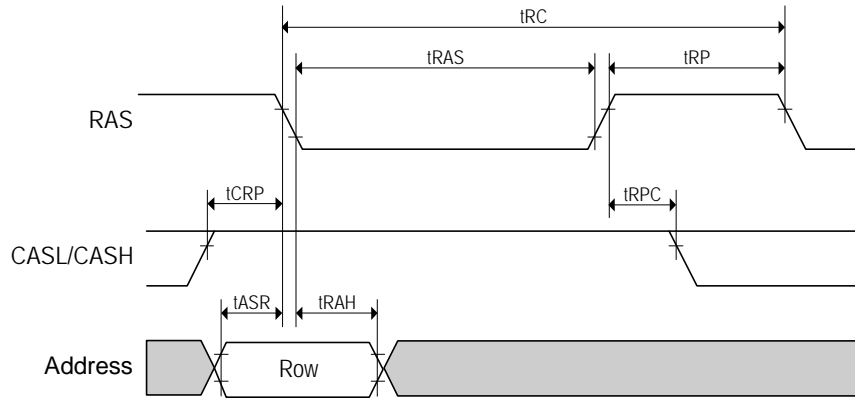 tRC
tRAS
tRP
RAS
tCRP
tRPC
CASL/CASH
tASR
tRAH
Address
Row